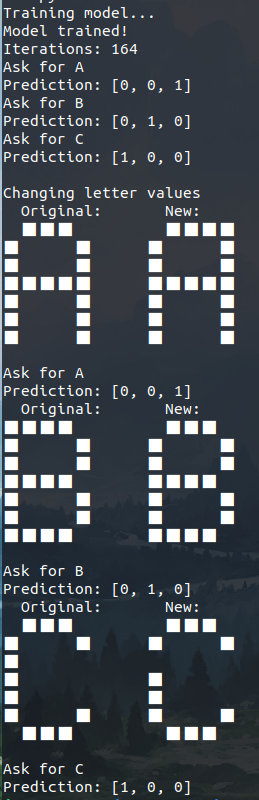 Training model...
Model trained!
Iterations: 164
Ask for A
Prediction: [0, 0, 1]
Ask for B
Prediction: [0, 1, 0]
Ask for C
Prediction: [1, 0, 0]
Changing letter values
Original: New:
Ask for A
Prediction: [0, 0, 1]
Original: New:
Ask for B
Prediction: [0, 1, 0]
Original: New:
Ask for C
Prediction: [1, 0, 0]